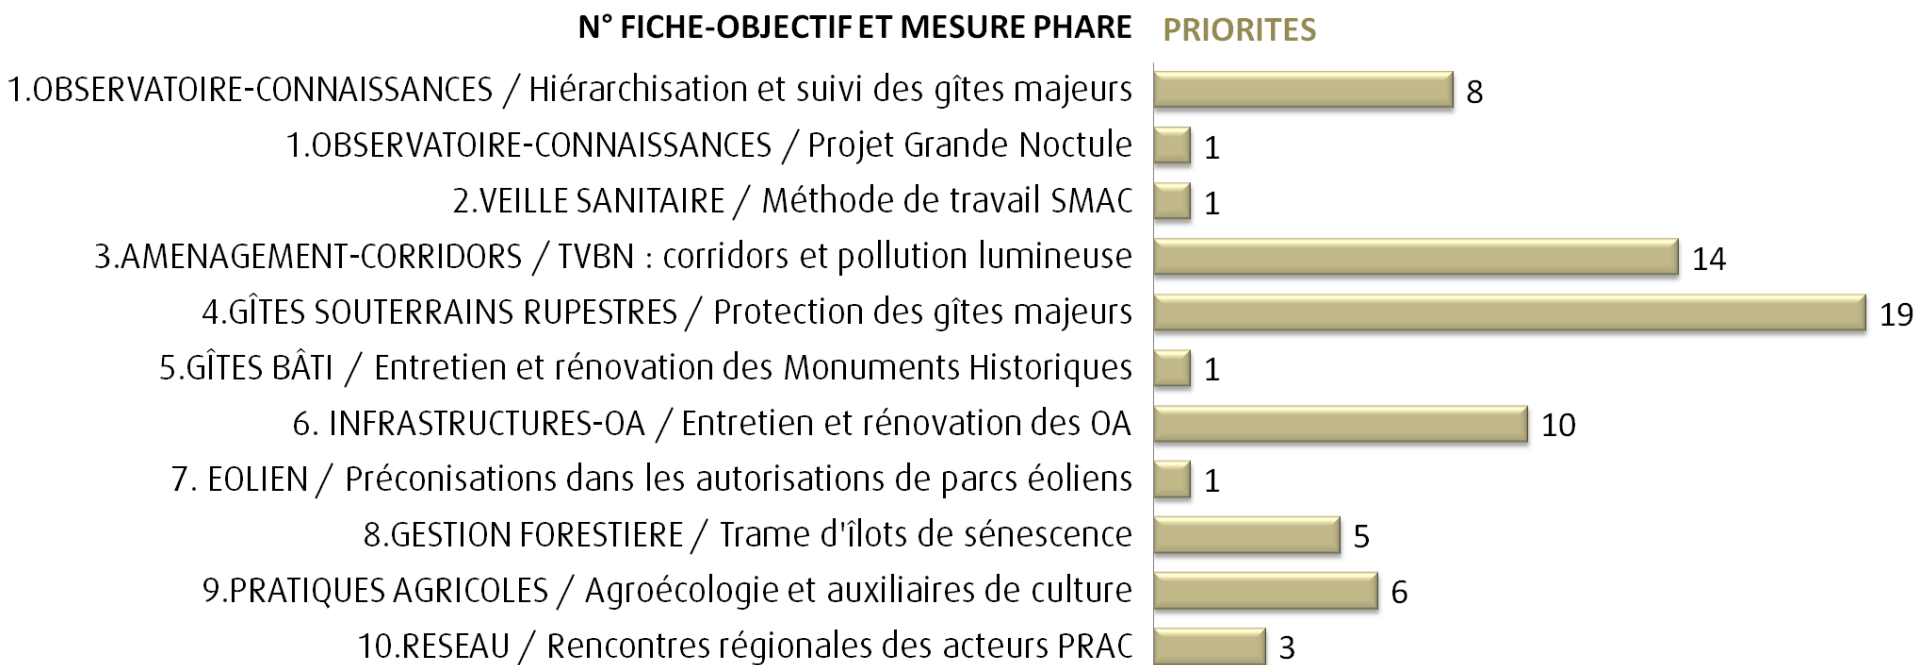 N° FICHE-OBJECTIF ET MESURE PHARE PRIORITES
1.OBSERVATOIRE-CONNAISSANCES / Hiérarchisation et suivi des gîtes majeurs 8
1.OBSERVATOIRE-CONNAISSANCES / Projet Grande Noctule 1
2.VEILLE SANITAIRE / Méthode de travail SMAC 1
3.AMENAGEMENT-CORRIDORS / TVBN : corridors et pollution lumineuse 14
4.GÎTES SOUTERRAINS RUPESTRES / Protection des gîtes majeurs 19
5.GÎTES BÂTI / Entretien et rénovation des Monuments Historiques 1
6. INFRASTRUCTURES-OA / Entretien et rénovation des OA 10
7. EOLIEN / Préconisations dans les autorisations de parcs éoliens 1
8.GESTION FORESTIERE / Trame d'îlots de sénescence 5
9.PRATIQUES AGRICOLES / Agroécologie et auxiliaires de culture 6
10.RESEAU / Rencontres régionales des acteurs PRAC 3